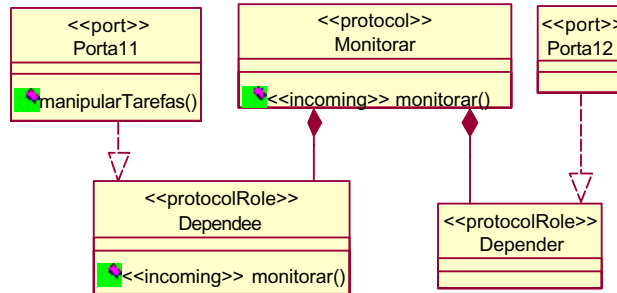 <<port>>
Porta11
manipularTarefas()
<<protocol>>
Monitorar
<<incoming>> monitorar()
<<port>>
Porta12
<<protocolRole>>
Dependee
<<incoming>> monitorar()
<<protocolRole>>
Depender